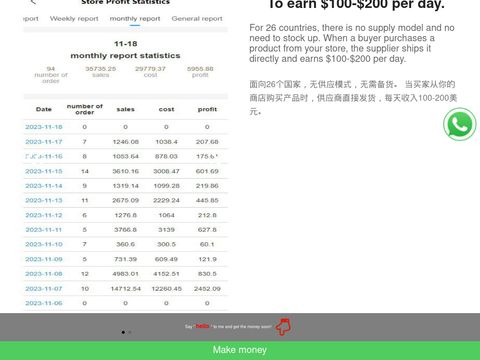 Store Profit Statistics
report
Weekly report
monthly report
General report
11-18
monthly report statistics
94 35735.25 29779.37 5955.88
number of order sales cost profit
Date number of order sales cost profit
2023-11-18 0 0 0 0
2023-11-17 7 1246.08 1038.4 207.68
8 1053.64 878.03 175.61
2023-11-15 14 3610.16 3008.47 601.69
2023-11-14 9 1319.14 1099.28 219.86
2023-11-13 11 2675.09 2229.24 445.85
2023-11-12 6 1276.8 1064 212.8
2023-11-11 5 3766.8 3139 627.8
2023-11-10 7 360.6 300.5 60.1
2023-11-09 5 731.39 609.49 121.9
2023-11-08 12 4983.01 4152.51 830.5
2023-11-07 10 14712.54 12260.45 2452.09
2023-11-06 0 0 0 0
To earn $100-$200 per day.
For 26 countries, there is no supply model and no
need to stock up. When a buyer purchases a
product from your store, the supplier ships it
directly and earns $100-$200 per day.
面向26个国家，无供应模式，无需备货。 当买家从你的
商店购买产品时，供应商直接发货，每天收入100-200美
元。
Say " hello " to me and get the money soon!
Make money